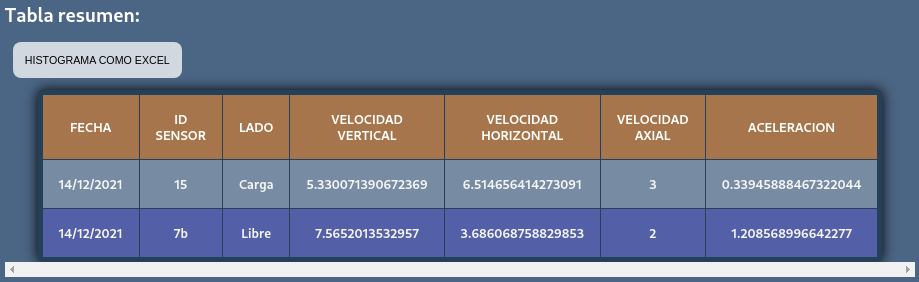 Tabla resumen:
HISTOGRAMA COMO EXCEL
FECHA ID SENSOR LADO VELOCIDAD VERTICAL VELOCIDAD HORIZONTAL VELOCIDAD AXIAL ACELERACION
14/12/2021 15 Carga 5.330071390672369 6.514656414273091 3 0.33945888467322044
14/12/2021 7b Libre 7.5652013532957 3.686068758829853 2 1.208568996642277